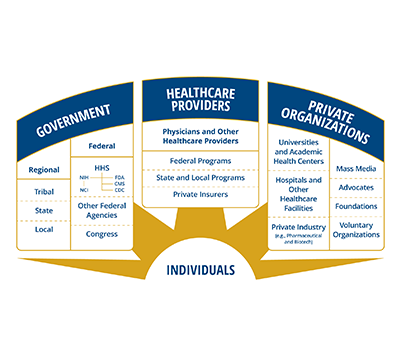 GOVERNMENT
Regional
Tribal
State
Local
Federal
HHS
NIH FDA
CMS
NCI CDC
Other Federal
Agencies
Congress
HEALTHCARE
PROVIDERS
Physicians and Other
Healthcare Providers
Federal Programs
State and Local Programs
Private Insurers
PRIVATE
ORGANIZATIONS
Universities
and Academic
Health Centers
Hospitals and
Other
Healthcare
Facilities
Private Industry
(e.g., Pharmaceutical
and Biotech)
Mass Media
Advocates
Foundations
Voluntary
Organizations
INDIVIDUALS